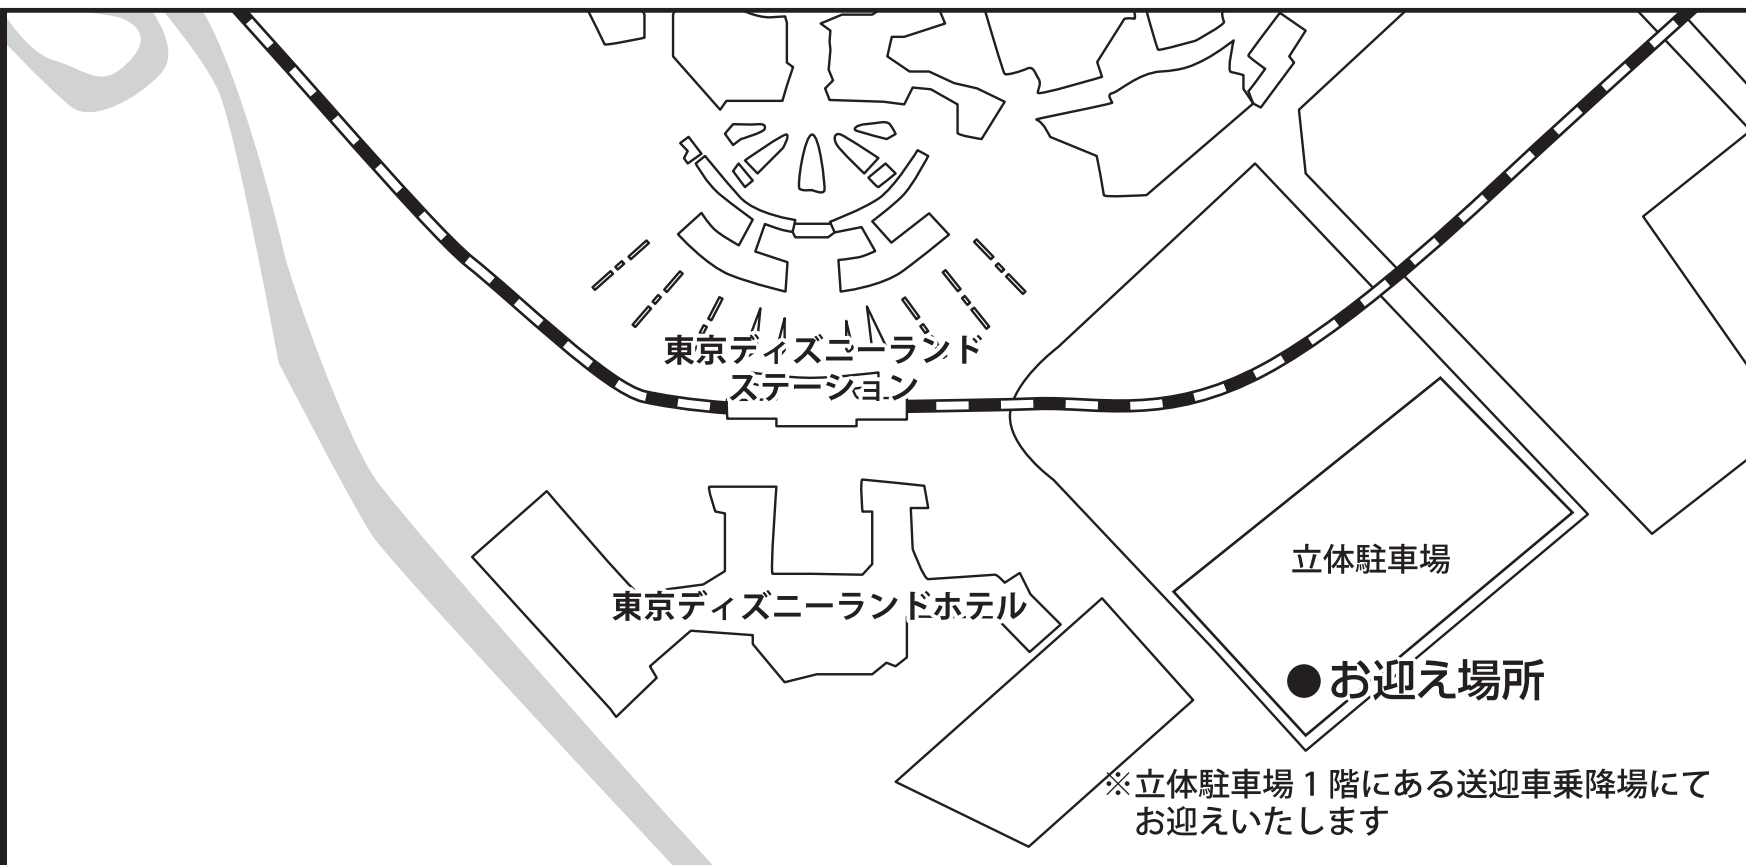 東京ディズニーランド
ステーション
東京ディズニーランドホテル
立体駐車場
●お迎え場所
※立体駐車場1階にある送迎車乗降場にて
お迎えいたします